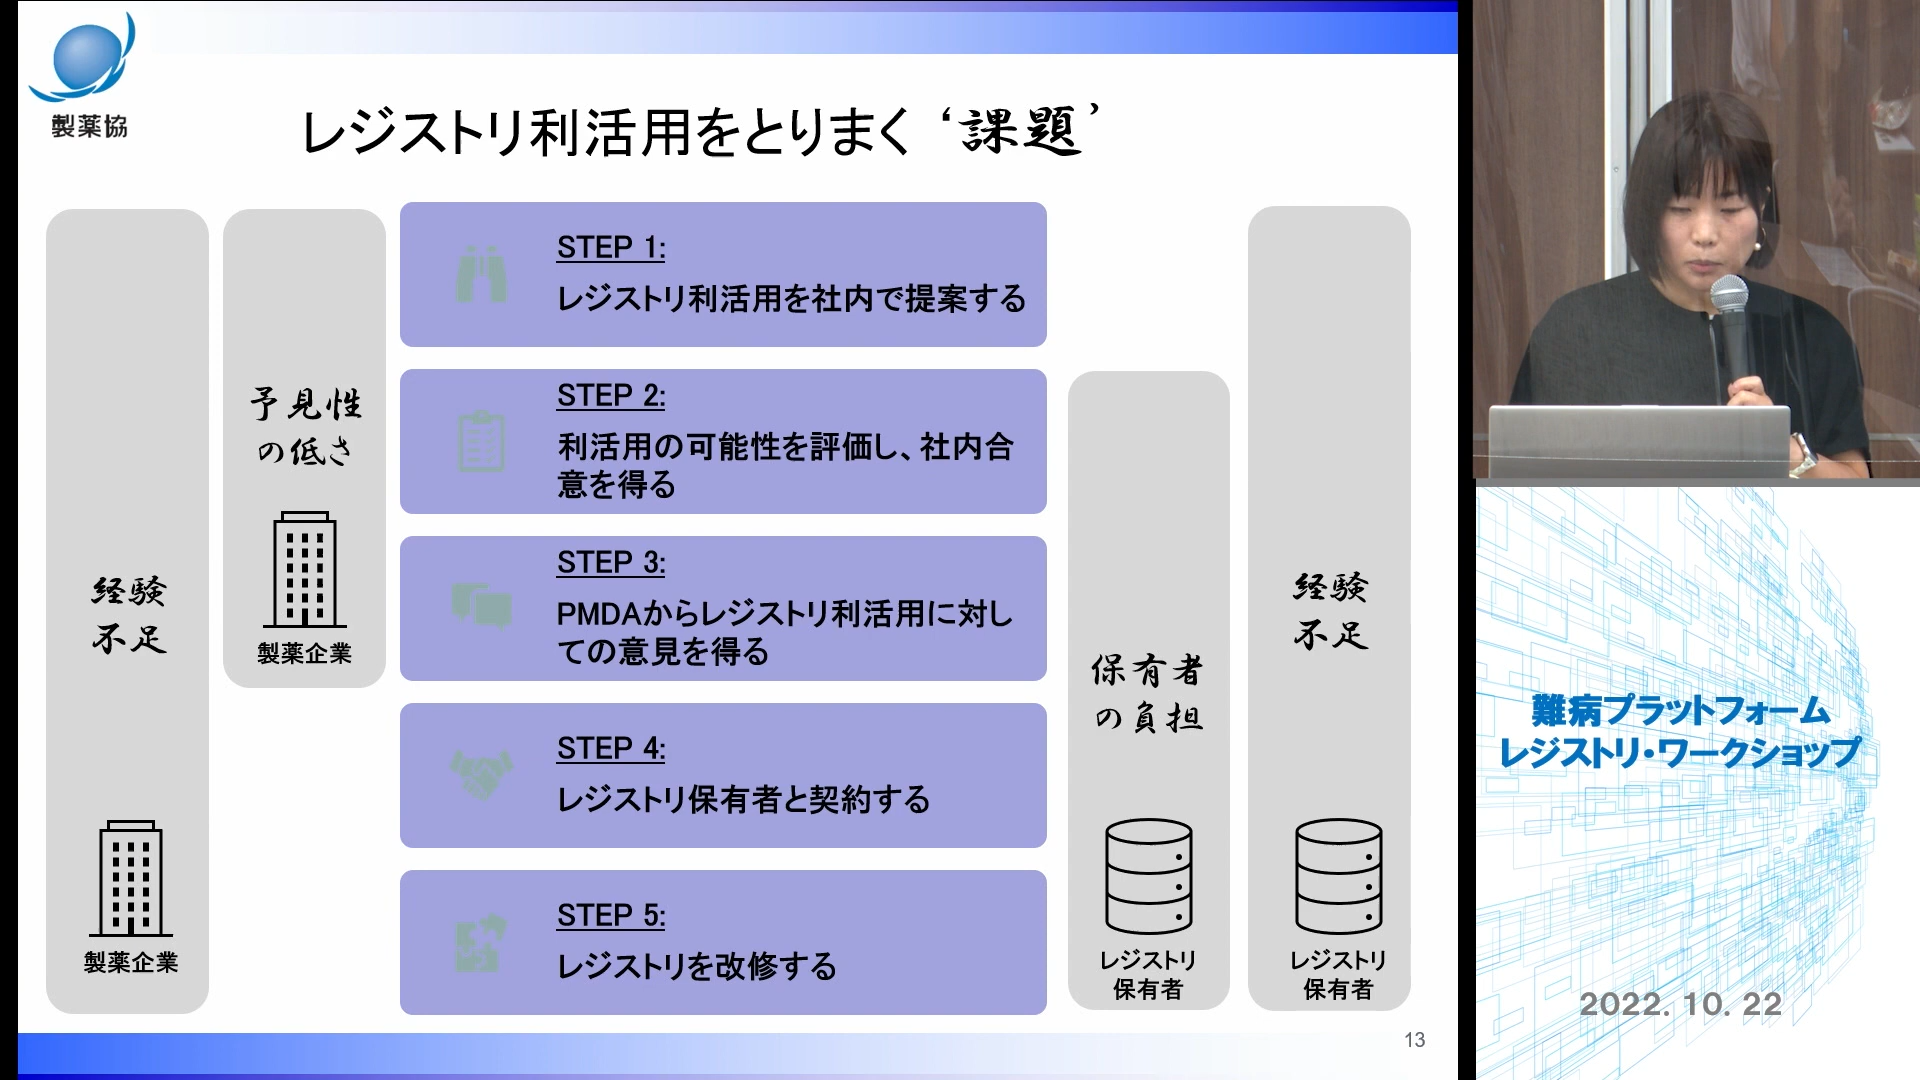 製薬協
レジストリ利活用をとりまく ‘課題’
経験
不足
製薬企業
予見性
の低さ
製薬企業
STEP 1:
レジストリ利活用を社内で提案する
STEP 2:
利活用の可能性を評価し、社内合
意を得る
STEP 3:
PMDAからレジストリ利活用に対し
ての意見を得る
STEP 4:
レジストリ保有者と契約する
STEP 5:
レジストリを改修する
保有者
の負担
レジストリ
保有者
経験
不足
レジストリ
保有者
13
難病プラットフォーム
レジストリ・ワークショップ
2022. 10. 22